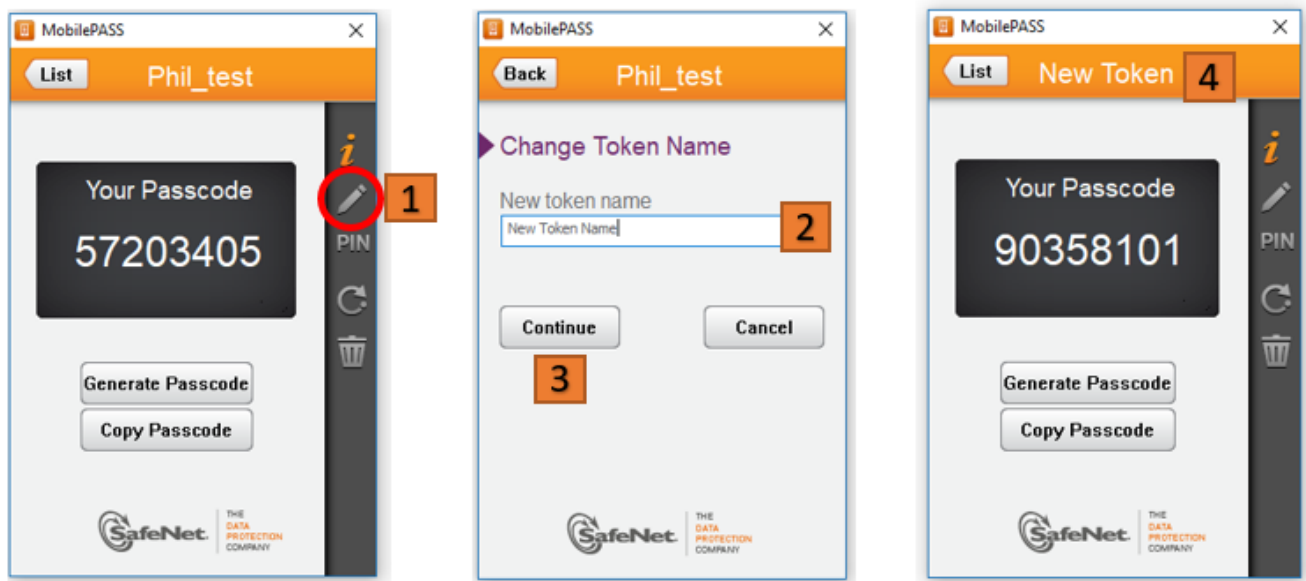 MobilePASS
List Phil_test
Your Passcode
57203405
i
1
PIN
Generate Passcode
Copy Passcode
SafeNet.
THE
DATA
PROTECTION
COMPANY
MobilePASS
Back Phil_test
Change Token Name
New token name
New Token Name
2
Continue Cancel
3
SafeNet.
THE
DATA
PROTECTION
COMPANY
MobilePASS
List New Token 4
Your Passcode
90358101
i
PIN
Generate Passcode
Copy Passcode
SafeNet.
THE
DATA
PROTECTION
COMPANY